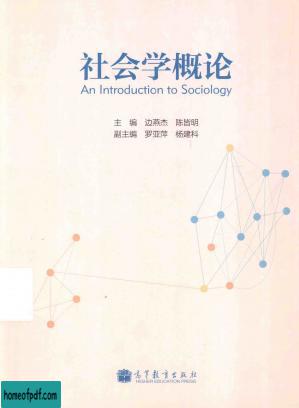 社会学概论
An Introduction to Sociology
主 编 边燕杰 陈皆明
副主编 罗亚萍 杨建科
高等教育出版社
HIGHER EDUCATION PRESS
homeofpdf.com